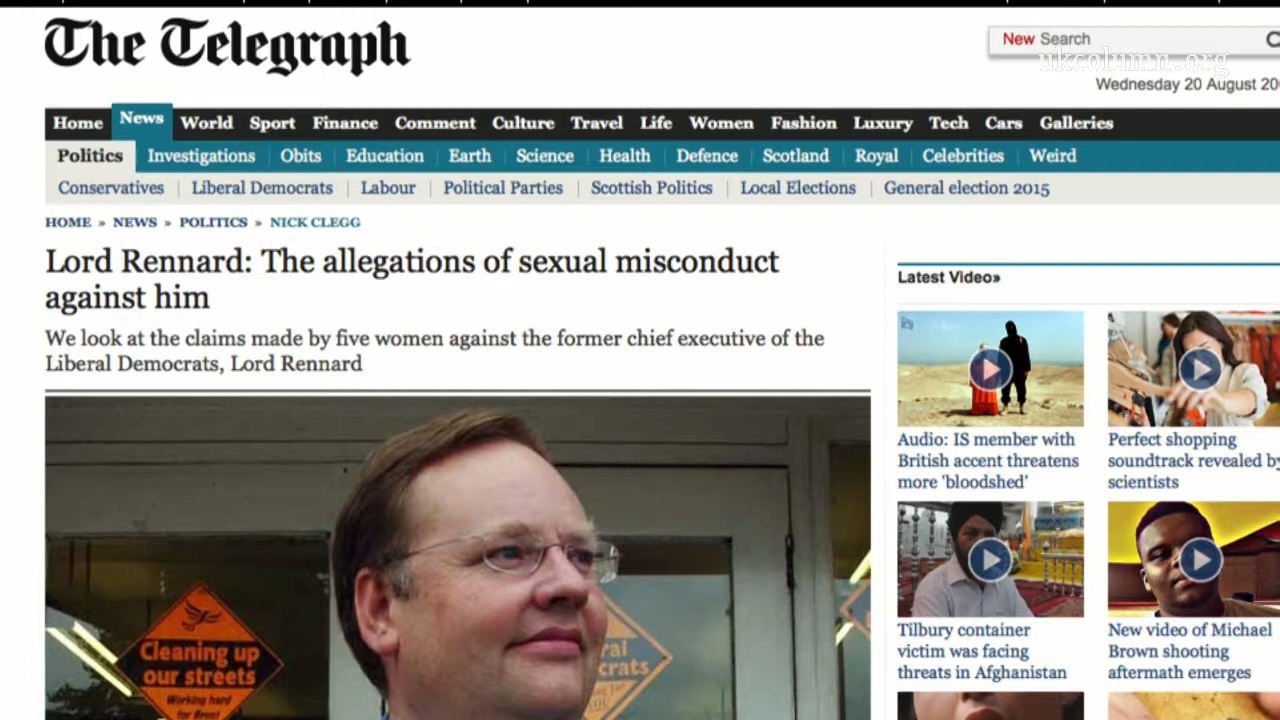 The Telegraph
New Search
ukcolumn.org
Wednesday 20 August
Home News World Sport Finance Comment Culture Travel Life Women Fashion Luxury Tech Cars Galleries
Politics Investigations Obits Education Earth Science Health Defence Scotland Royal Celebrities Weird
Conservatives Liberal Democrats Labour Political Parties Scottish Politics Local Elections General election 2015
HOME » NEWS » POLITICS » NICK CLEGG
Lord Rennard: The allegations of sexual misconduct
against him
We look at the claims made by five women against the former chief executive of the
Liberal Democrats, Lord Rennard
Cleaning up
our streets
Working hard
for Brent
ral
crats
Latest Video»
Audio: IS member with
British accent threatens
more 'bloodshed'
Perfect shopping
soundtrack revealed by
scientists
Tilbury container
victim was facing
threats in Afghanistan
New video of Michael
Brown shooting
aftermath emerges